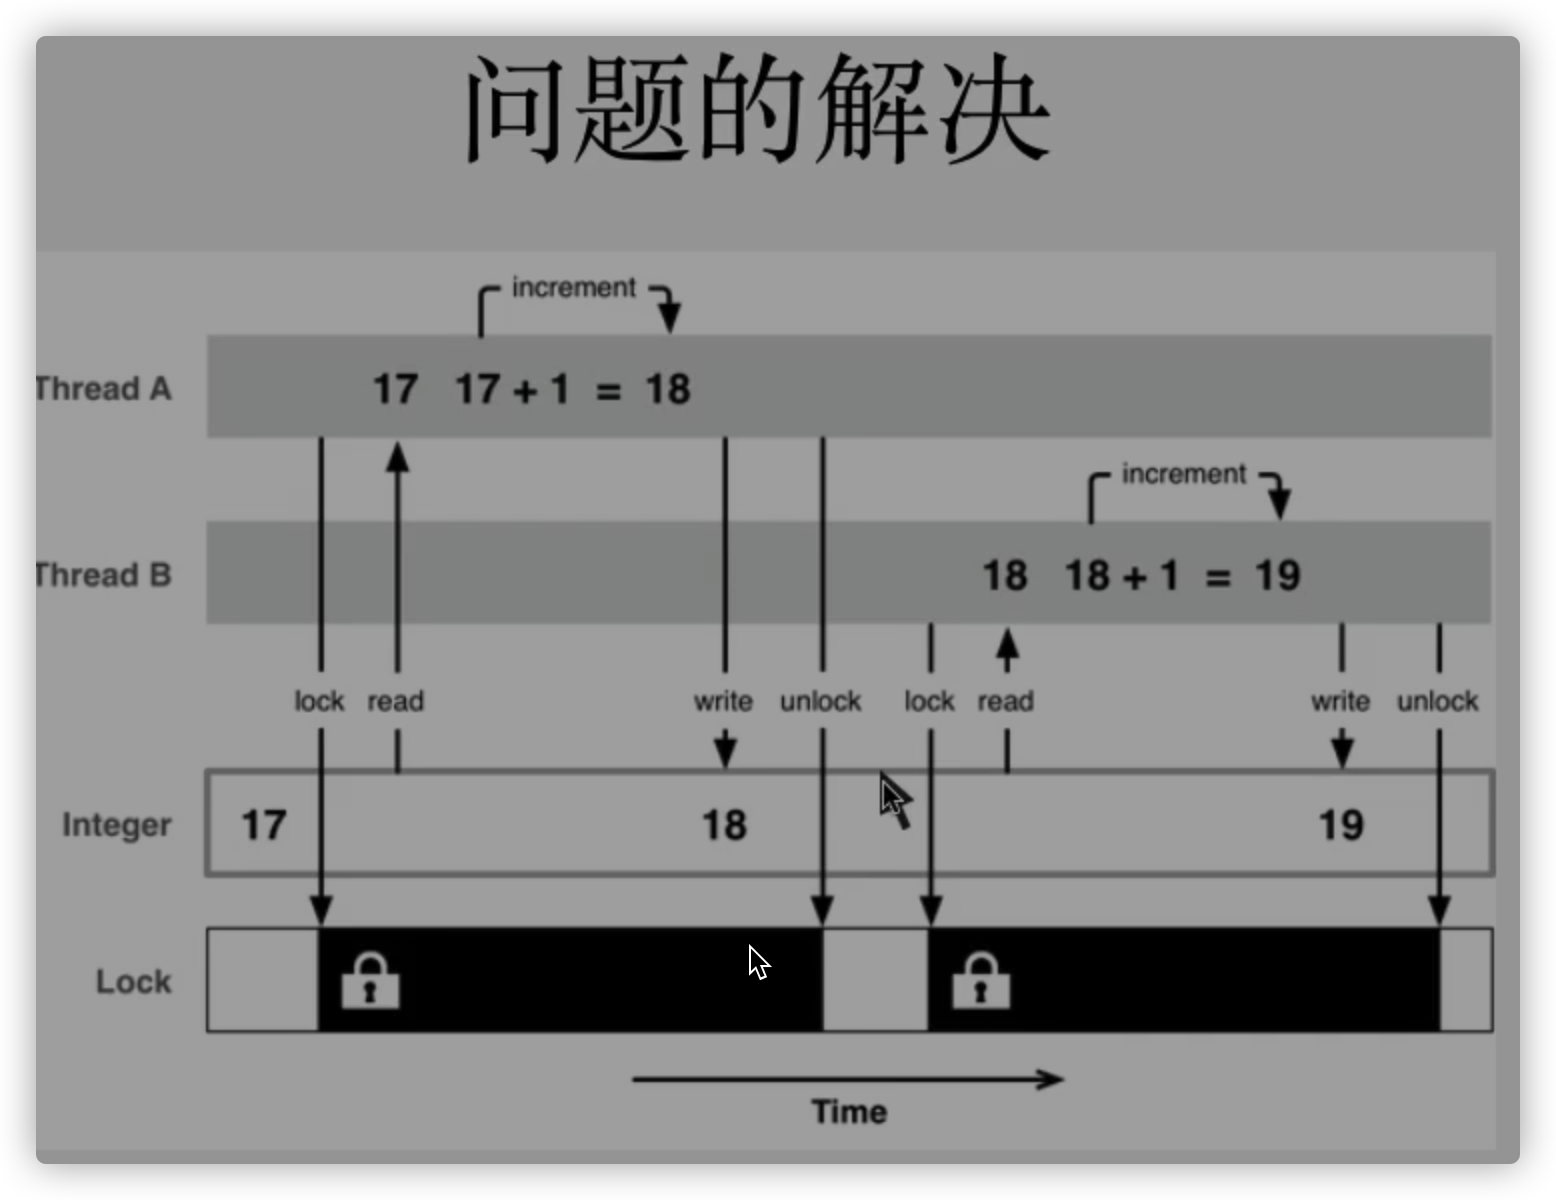 问题的解决
increment
Thread A 17 17 + 1 = 18
increment
Thread B 18 18 + 1 = 19
lock read write unlock lock read write unlock
Integer 17 18 19
Lock
Time